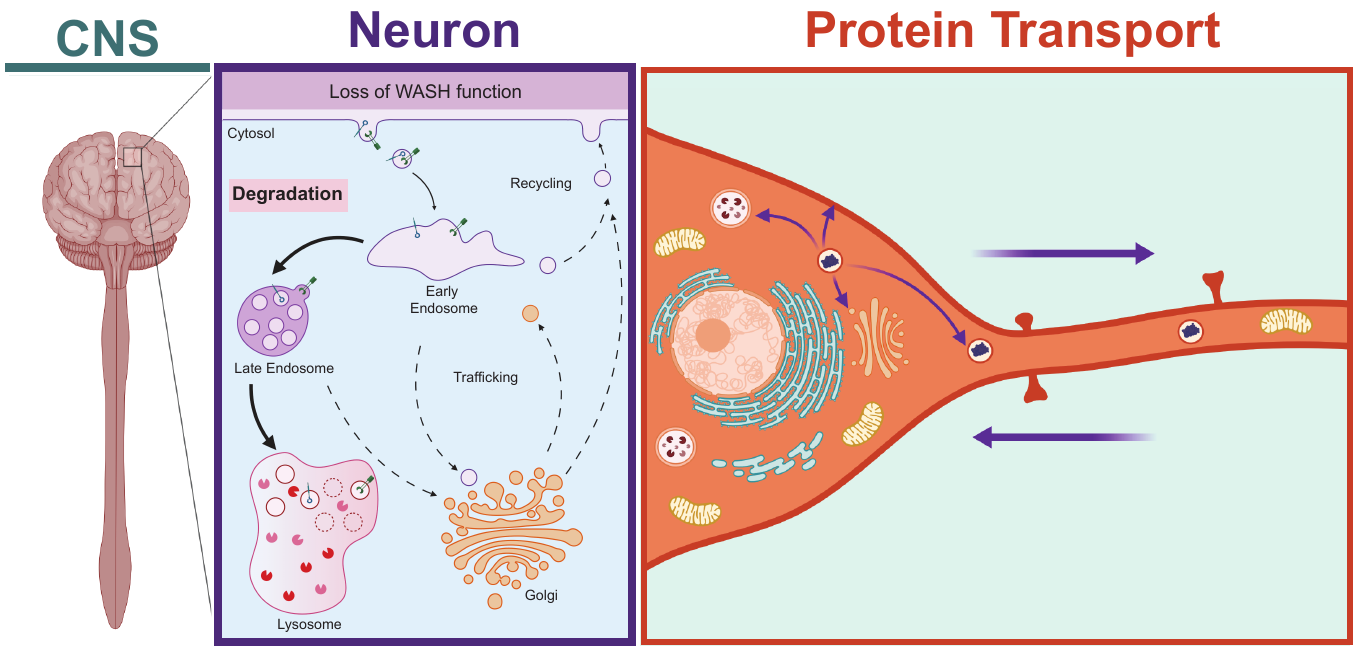 CNS
Neuron
Protein Transport
Loss of WASH function
Cytosol
Degradation
Recycling
Early
Endosome
Late Endosome
Trafficking
Golgi
Lysosome